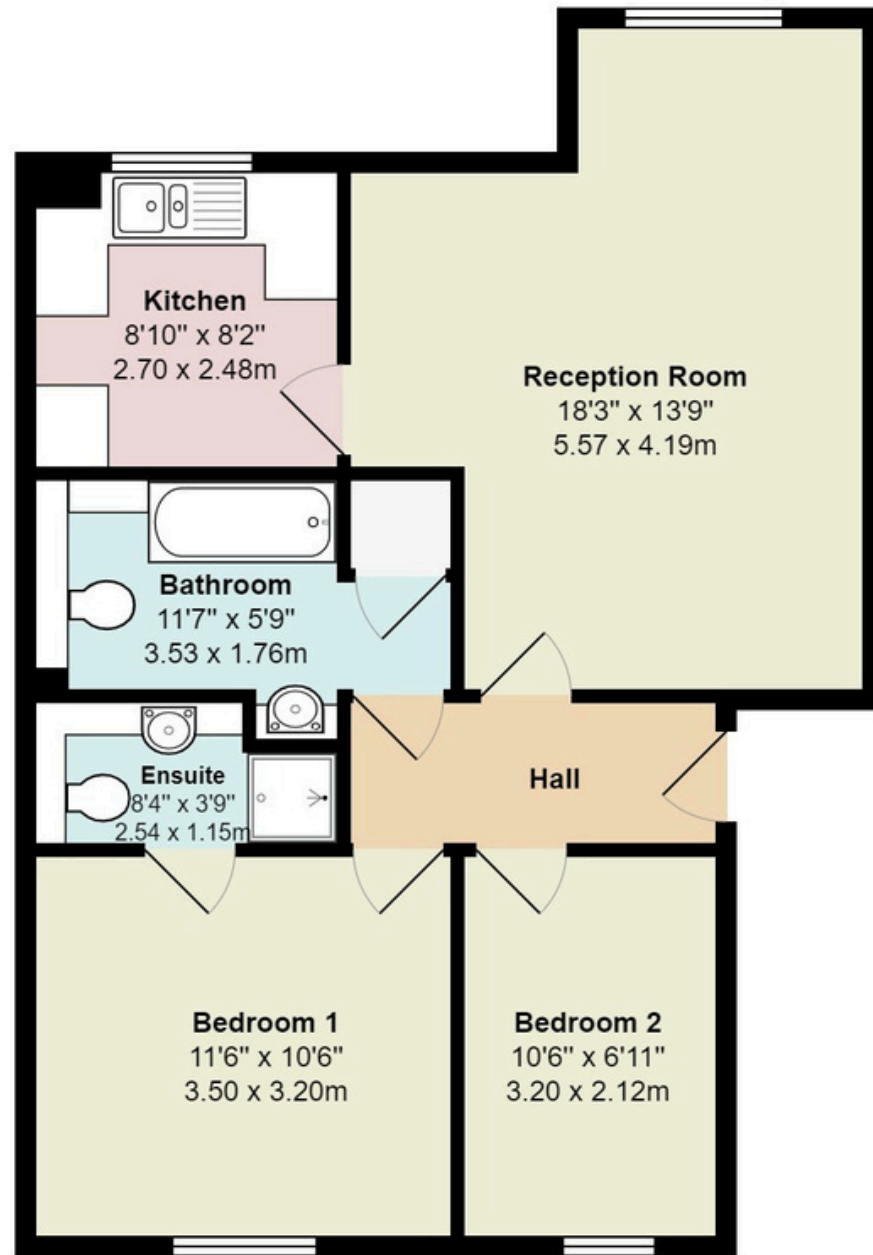 Kitchen
8'10" x 8'2"
2.70 x 2.48m
Reception Room
18'3" x 13'9"
5.57 x 4.19m
Bathroom
11'7" x 5'9"
3.53 x 1.76m
Ensuite
8'4" x 3'9"
2.54 x 1.15m
Hall
Bedroom 1
11'6" x 10'6"
3.50 x 3.20m
Bedroom 2
10'6" x 6'11"
3.20 x 2.12m